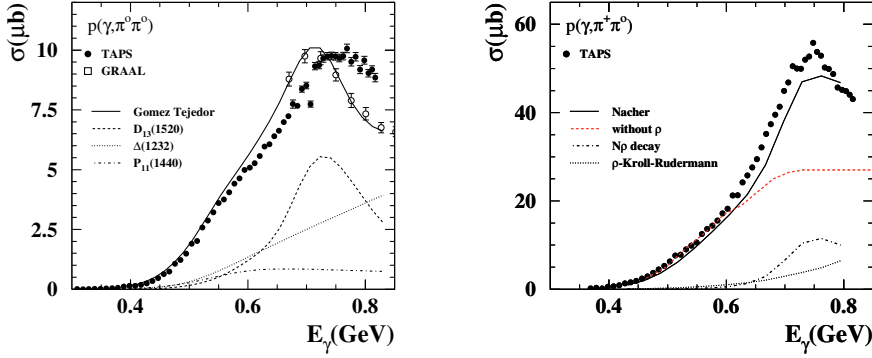 p(γ,π°π°)
TAPS
GRAAL
σ(μb)
10
7.5
5
2.5
0
Gomez Tejedor
D₁₃(1520)
Δ(1232)
P₁₁(1440)
0.4
0.6
0.8
E_γ(GeV)
p(γ,π⁺π°)
TAPS
σ(μb)
60
40
20
0
Nacher
without ρ
Nρ decay
ρ-Kroll-Rudermann
0.4
0.6
0.8
E_γ(GeV)